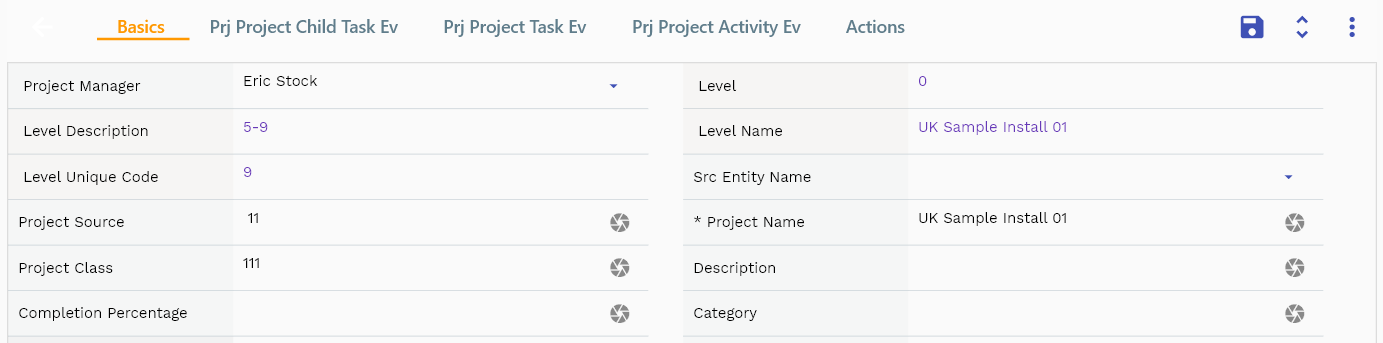 Basics Prj Project Child Task Ev Prj Project Task Ev Prj Project Activity Ev Actions
Project Manager Eric Stock Level 0
Level Description 5-9 Level Name UK Sample Install 01
Level Unique Code 9 Src Entity Name
Project Source 11 * Project Name UK Sample Install 01
Project Class 111 Description
Completion Percentage Category